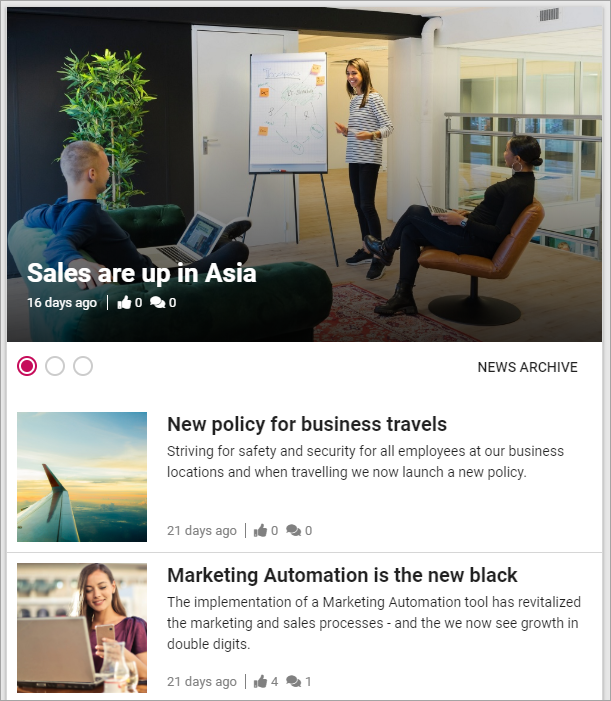 Sales are up in Asia
16 days ago | 0 0
NEWS ARCHIVE
New policy for business travels
Striving for safety and security for all employees at our business
locations and when travelling we now launch a new policy.
21 days ago | 0 0
Marketing Automation is the new black
The implementation of a Marketing Automation tool has revitalized
the marketing and sales processes - and the we now see growth in
double digits.
21 days ago | 4 1